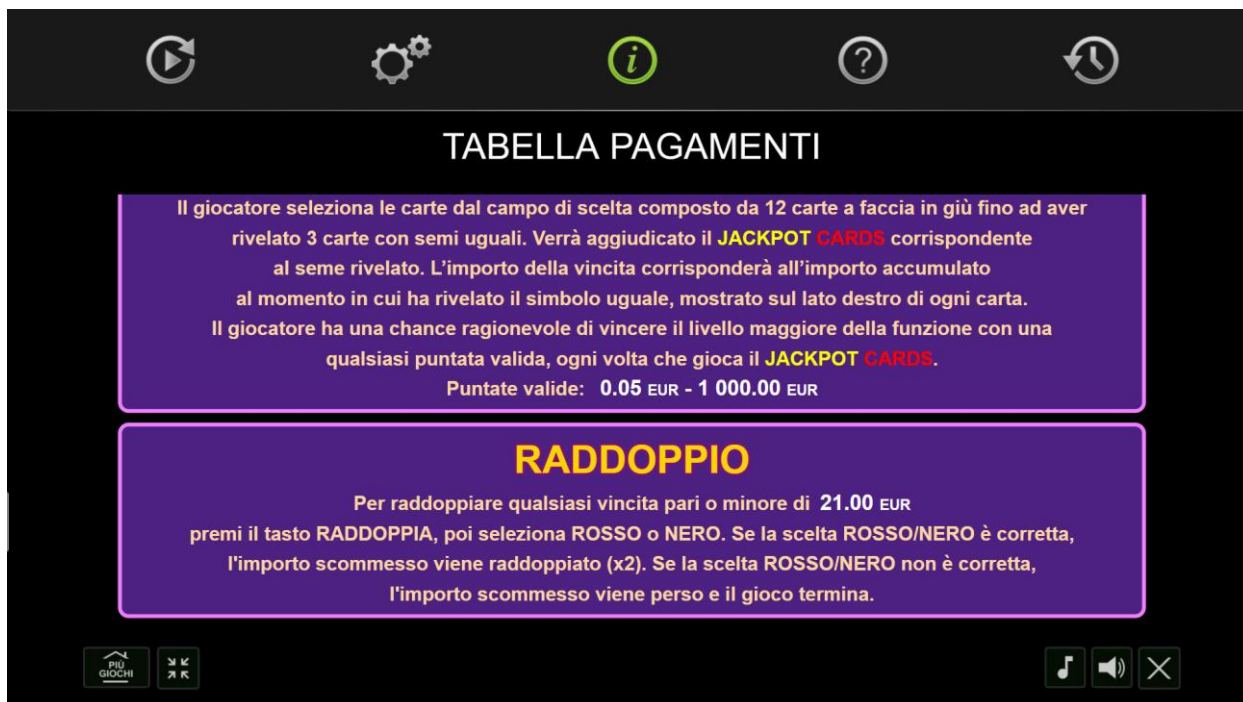 TABELLA PAGAMENTI
Il giocatore seleziona le carte dal campo di scelta composto da 12 carte a faccia in giù fino ad aver
rivelato 3 carte con semi uguali. Verrà aggiudicato il JACKPOT CARDS corrispondente
al seme rivelato. L'importo della vincita corrisponderà all'importo accumulato
al momento in cui ha rivelato il simbolo uguale, mostrato sul lato destro di ogni carta.
Il giocatore ha una chance ragionevole di vincere il livello maggiore della funzione con una
qualsiasi puntata valida, ogni volta che gioca il JACKPOT CARDS.
Puntate valide: 0.05 EUR - 1 000.00 EUR
RADDOPPIO
Per raddoppiare qualsiasi vincita pari o minore di 21.00 EUR
premi il tasto RADDOPPIA, poi seleziona ROSSO o NERO. Se la scelta ROSSO/NERO è corretta,
l'importo scommesso viene raddoppiato (x2). Se la scelta ROSSO/NERO non è corretta,
l'importo scommesso viene perso e il gioco termina.
PIÙ
GIOCHI